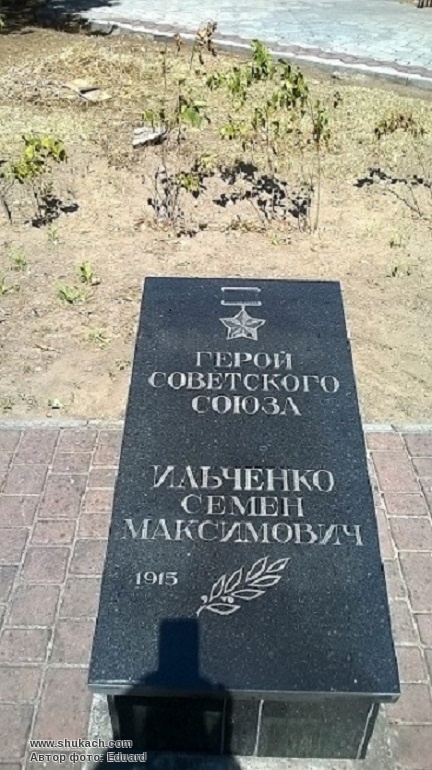 ГЕРОЙ
СОВЕТСКОГО
СОЮЗА
ИЛЬЧЕНКО
СЕМЕН
МАКСИМОВИЧ
1915
www.shukach.com
Автор фото: Eduard